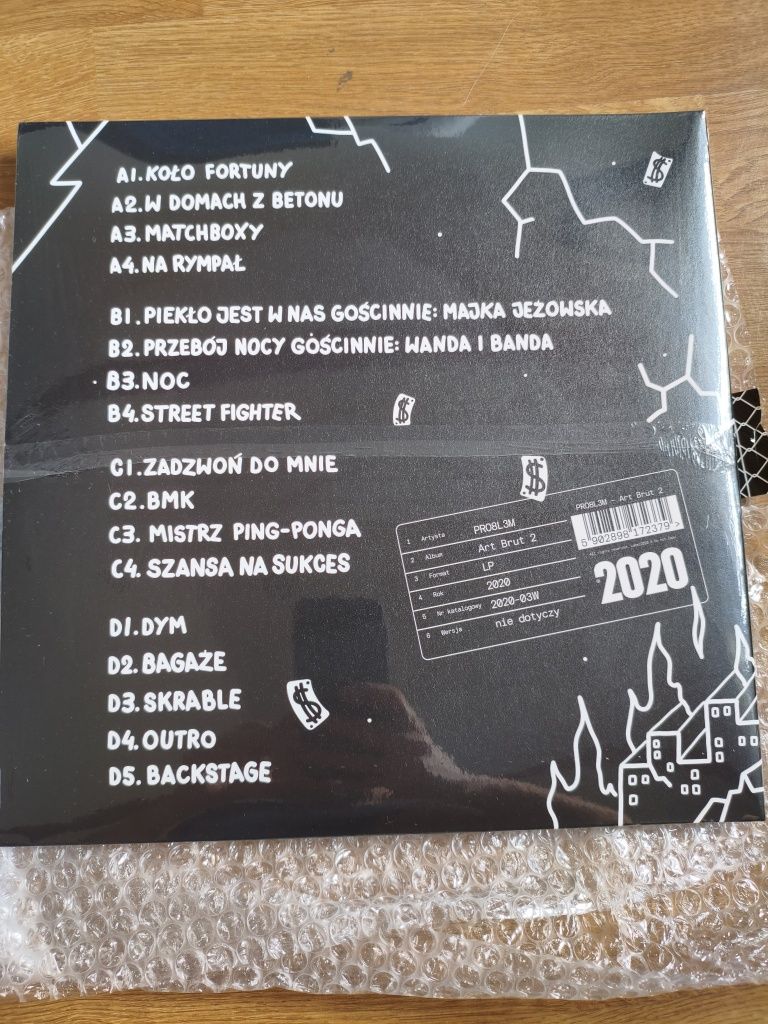 A1. KOŁO FORTUNY
A2. W DOMACH Z BETONU
A3. MATCHBOXY
A4. NA RYMPAŁ
B1. PIEKŁO JEST W NAS GOŚCINNIE: MAJKA JEŻOWSKA
B2. PRZEBÓJ NOCY GOŚCINNIE: WANDA I BANDA
B3. NOC
B4. STREET FIGHTER
C1. ZADZWOŃ DO MNIE
C2. BMK
C3. MISTRZ PING-PONGA
C4. SZANSA NA SUKCES
D1. DYM
D2. BAGAŻE
D3. SKRABLE
D4. OUTRO
D5. BACKSTAGE
1 Artysta PRO8L3M
2 Album Art Brut 2
3 Format LP
4 Rok 2020
5 Nr katalogowy 2020-03W
6 Wersja nie dotyczy
PRO8L3M - Art Brut 2
5 902898 172379 >
All rights reserved.
2020